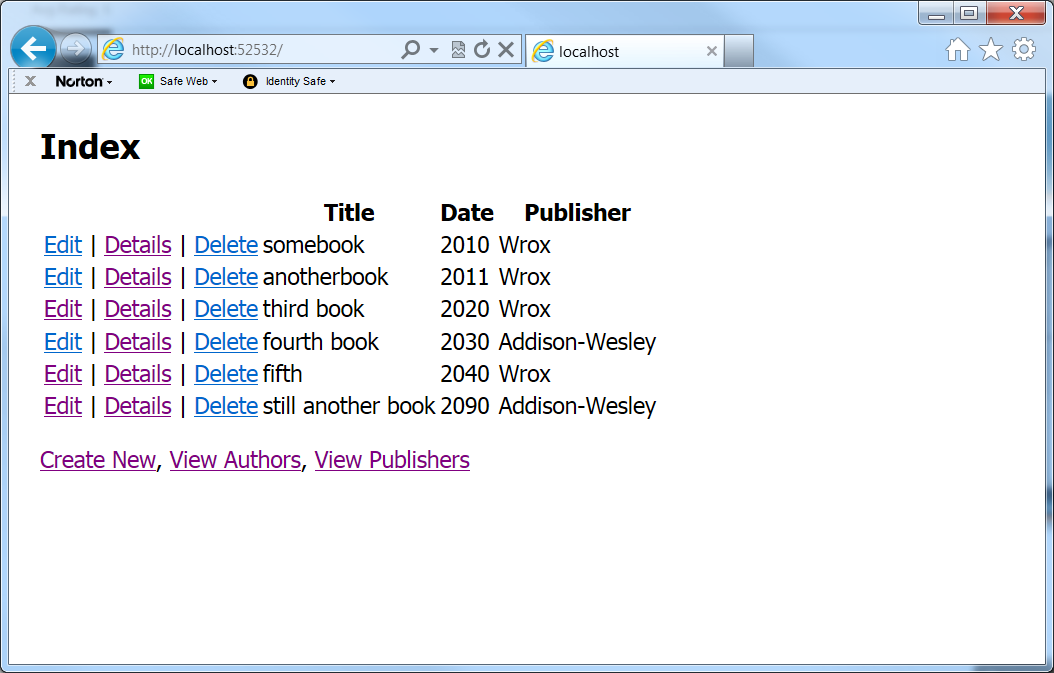 http://localhost:52532/
localhost
Norton
OK Safe Web
Identity Safe
Index
Title Date Publisher
Edit | Details | Delete somebook 2010 Wrox
Edit | Details | Delete anotherbook 2011 Wrox
Edit | Details | Delete third book 2020 Wrox
Edit | Details | Delete fourth book 2030 Addison-Wesley
Edit | Details | Delete fifth 2040 Wrox
Edit | Details | Delete still another book 2090 Addison-Wesley
Create New, View Authors, View Publishers